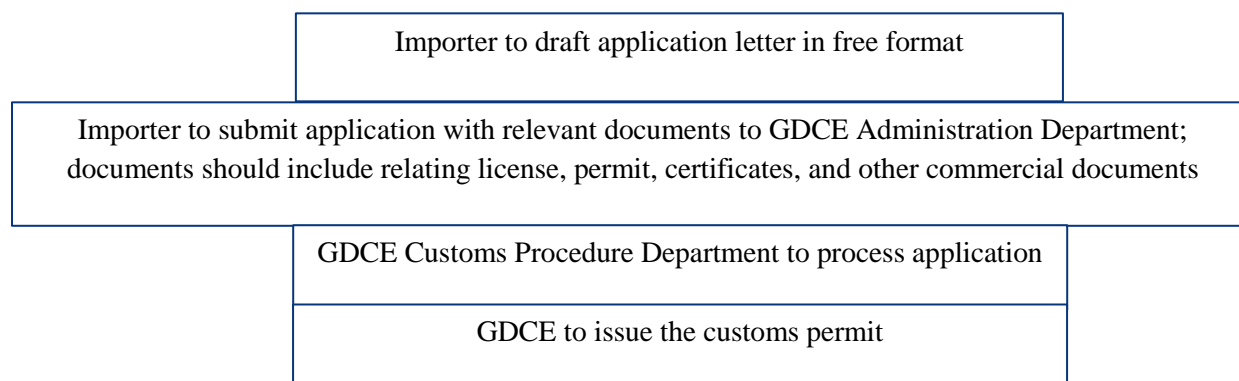 Importer to draft application letter in free format
Importer to submit application with relevant documents to GDCE Administration Department;
documents should include relating license, permit, certificates, and other commercial documents
GDCE Customs Procedure Department to process application
GDCE to issue the customs permit